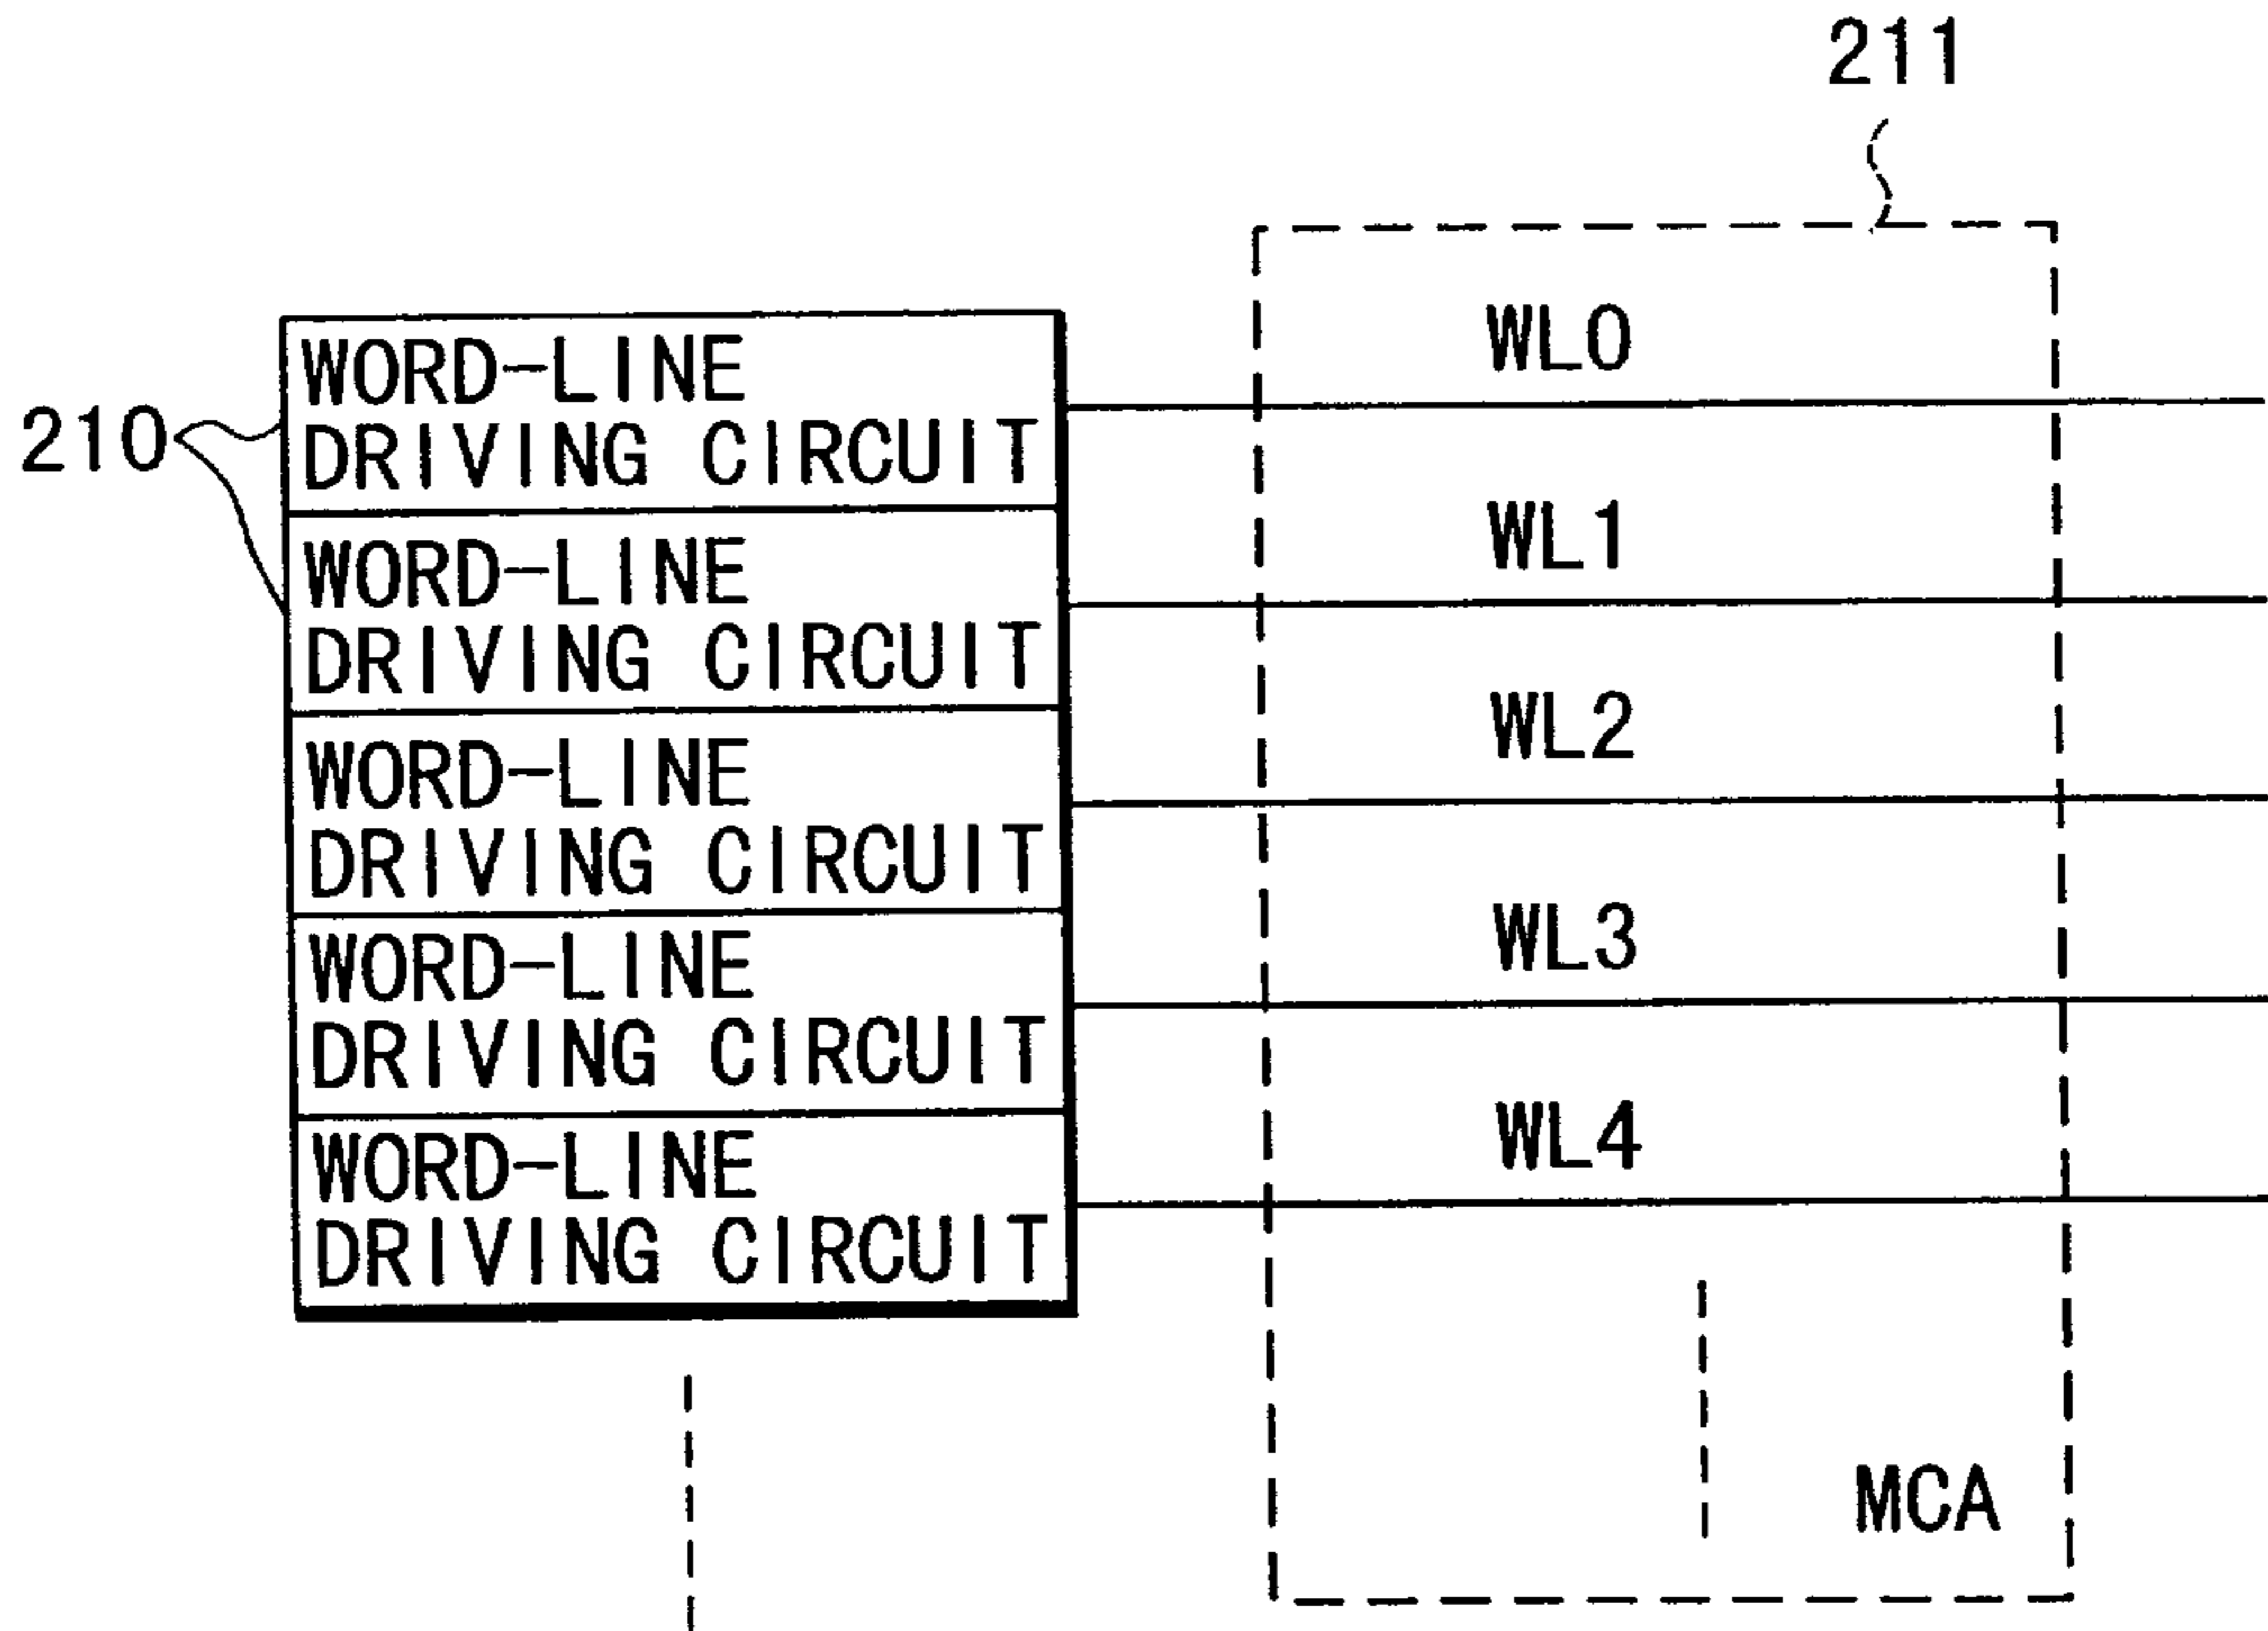 211
WL0
WORD-LINE
DRIVING CIRCUIT
210
WL1
WORD-LINE
DRIVING CIRCUIT
WL2
WORD-LINE
DRIVING CIRCUIT
WL3
WORD-LINE
DRIVING CIRCUIT
WL4
WORD-LINE
DRIVING CIRCUIT
MCA